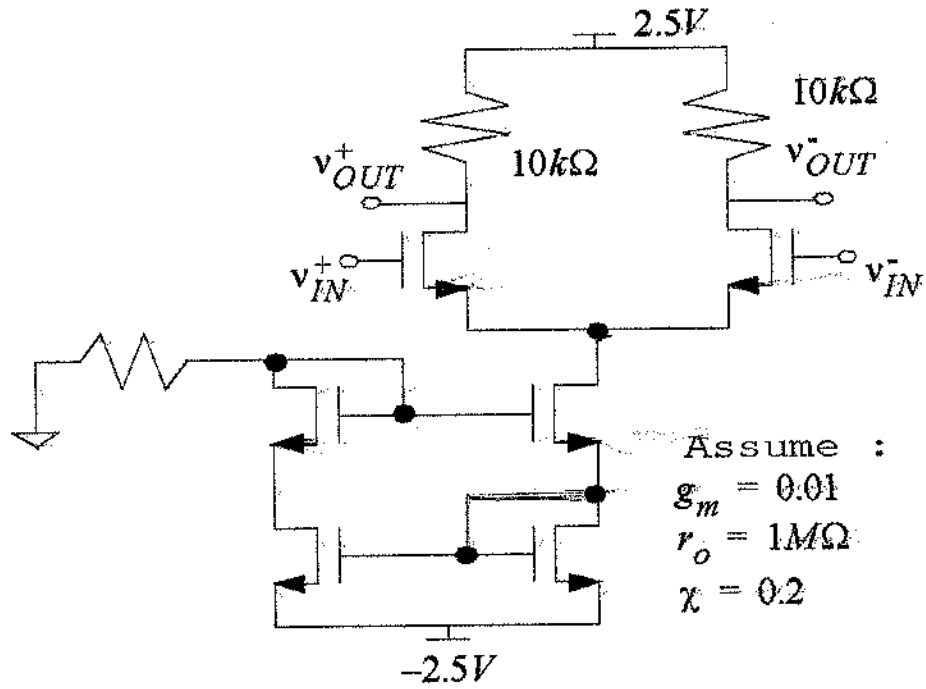 2.5V
10kΩ
10kΩ
v⁺OUT
v⁻OUT
v⁺IN
v⁻IN
Assume :
gₘ = 0.01
rₒ = 1MΩ
χ = 0.2
−2.5V